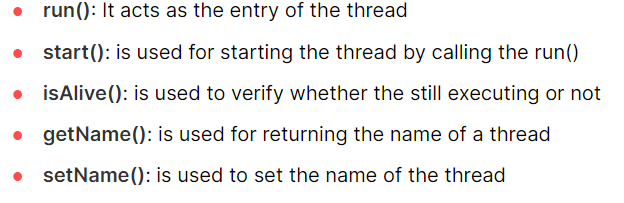 run(): It acts as the entry of the thread
start(): is used for starting the thread by calling the run()
isAlive(): is used to verify whether the still executing or not
getName(): is used for returning the name of a thread
setName(): is used to set the name of the thread